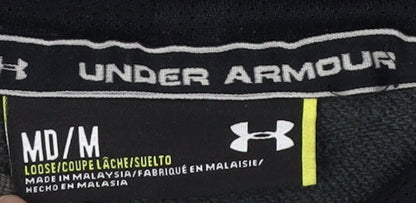 UNDER ARMOUR
MD/M
LOOSE/COUPE LÂCHE/SUELTO
MADE IN MALAYSIA/FABRIQUÉ EN MALAISIE/
HECHO EN MALASIA